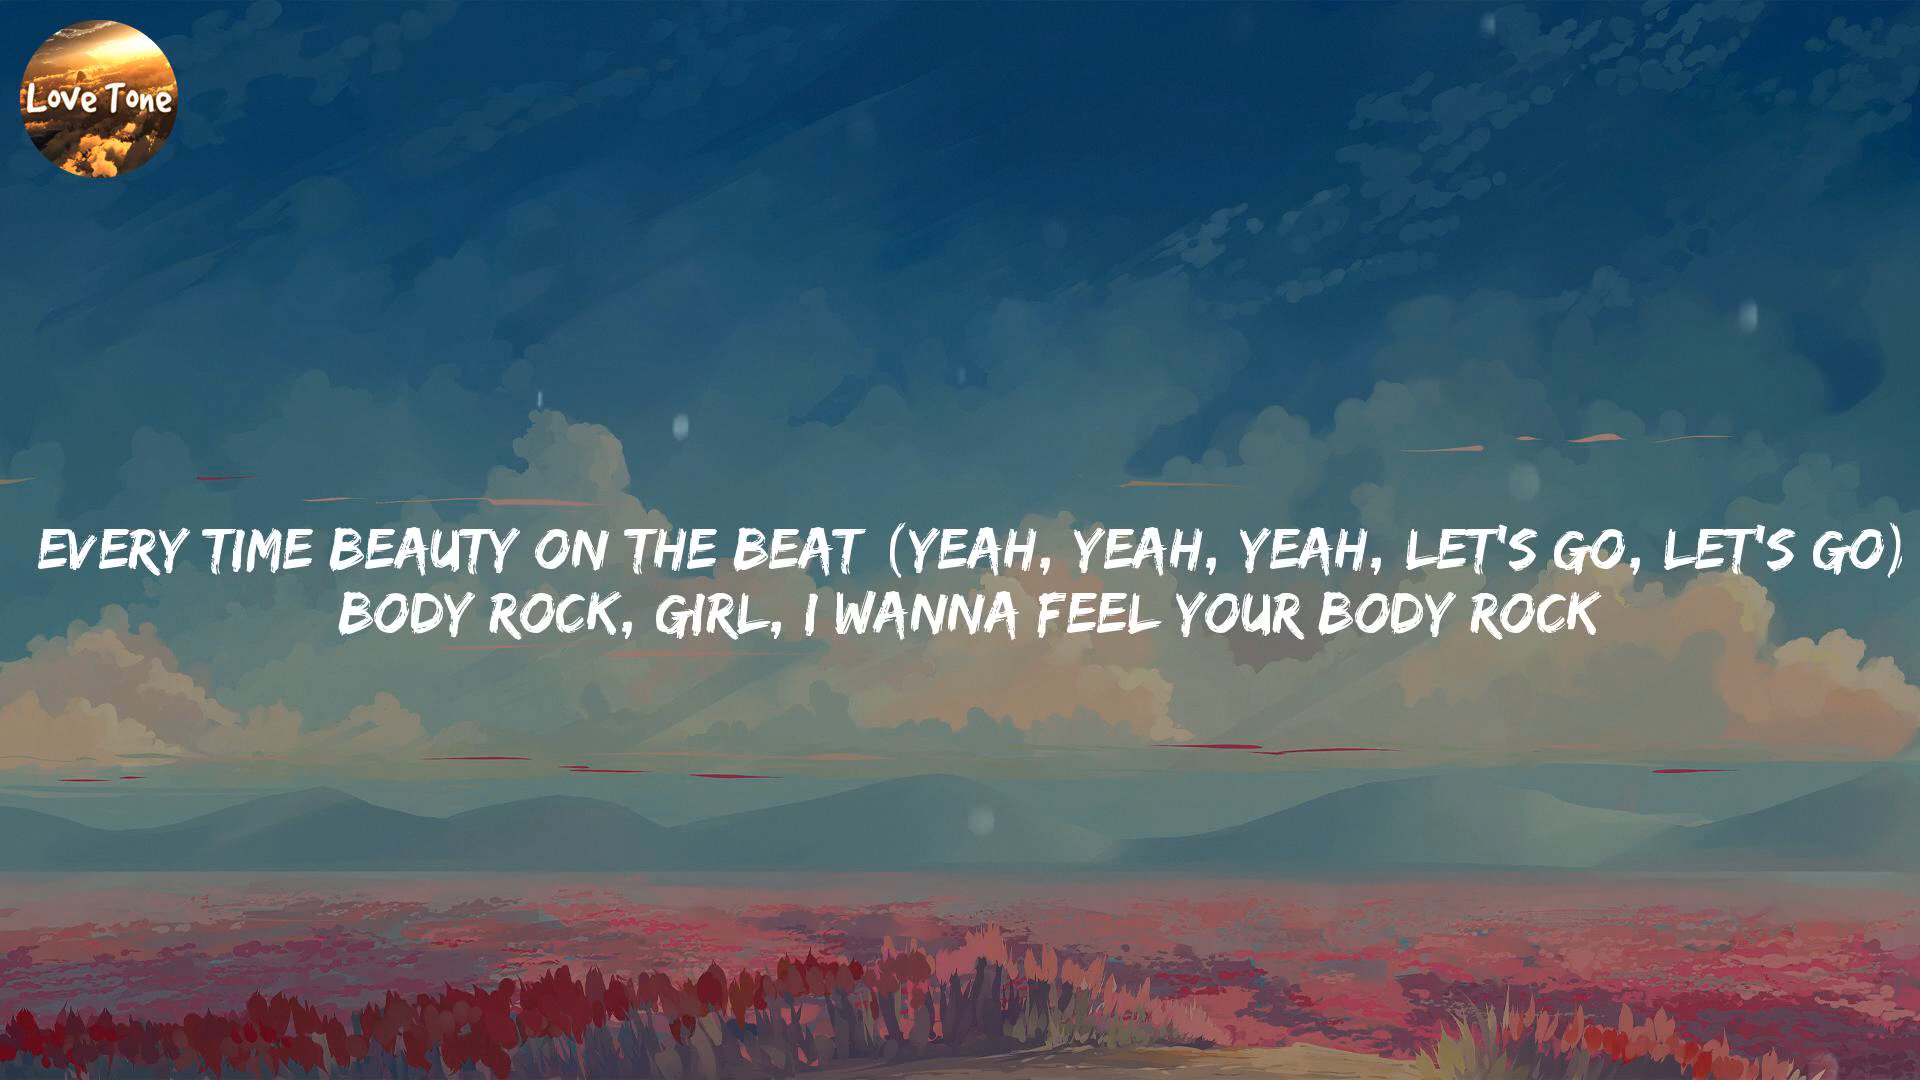 Love Tone
EVERY TIME BEAUTY ON THE BEAT (YEAH, YEAH, YEAH, LET'S GO, LET'S GO)
BODY ROCK, GIRL, I WANNA FEEL YOUR BODY ROCK